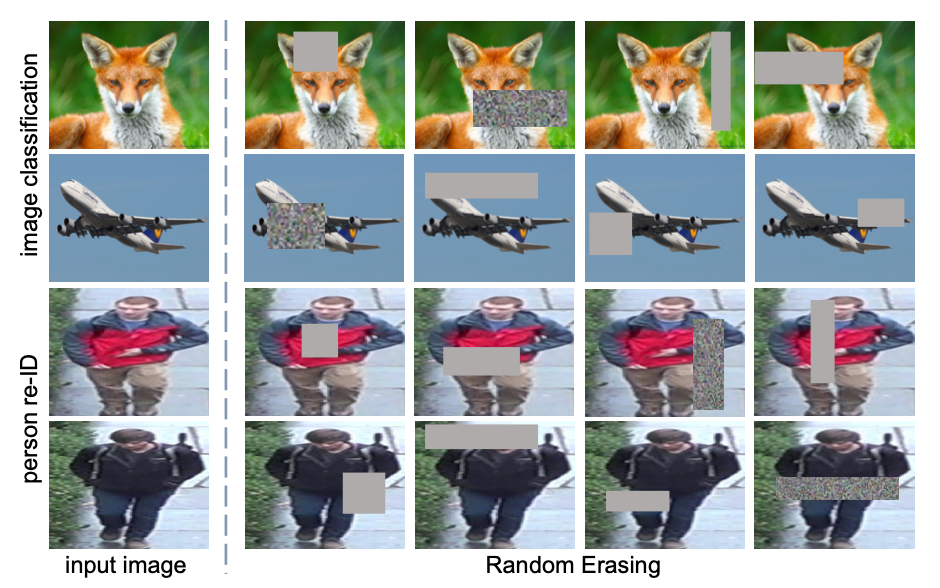 image classification
person re-ID
input image
Random Erasing